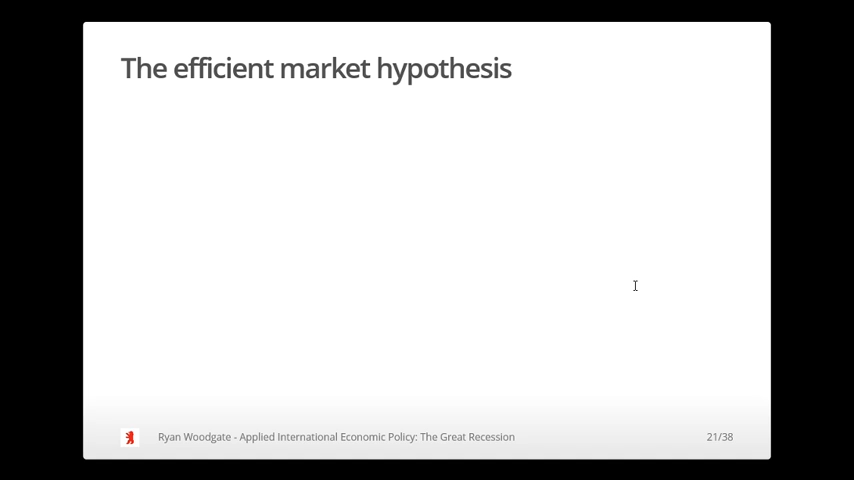 The efficient market hypothesis
Ryan Woodgate - Applied International Economic Policy: The Great Recession
21/38